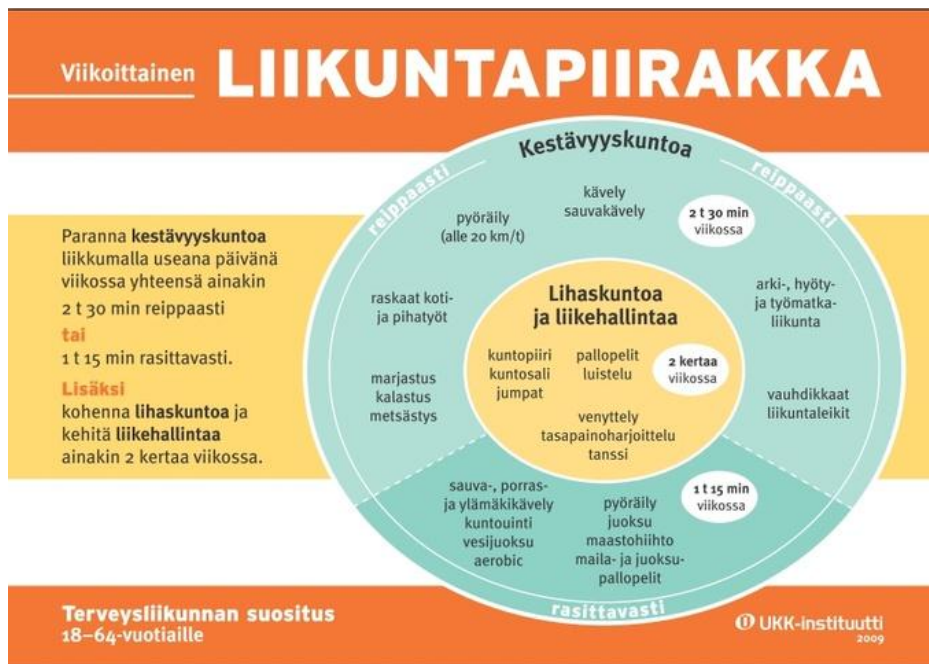 Viikoittainen LIIKUNTAPIIRAKKA
Paranna kestävyyskuntoa
liikkumalla useana päivänä
viikossa yhteensä ainakin
2 t 30 min reippaasti
tai
1 t 15 min rasittavasti.
Lisäksi
kohenna lihaskuntoa ja
kehitä liikehallintaa
ainakin 2 kertaa viikossa.
Kestävyyskuntoa
reippaasti
reippaasti
kävely
sauvakävely
2 t 30 min
viikossa
pyöräily
(alle 20 km/t)
raskaat koti-
ja pihatyöt
arki-, hyöty-
ja työmatka-
liikunta
marjastus
kalastus
metsästys
vauhdikkaat
liikuntaleikit
Lihaskuntoa
ja liikehallintaa
kuntopiiri
kuntosali
jumpat
pallopelit
luistelu
2 kertaa
viikossa
venyttely
tasapainoharjoittelu
tanssi
sauva-, porras-
ja ylämäkikävely
kuntouinti
vesijuoksu
aerobic
pyöräily
juoksu
maastohiihto
maila- ja juoksu-
pallopelit
1 t 15 min
viikossa
rasittavasti
Terveysliikunnan suositus
18–64-vuotiaille
UKK-instituutti
2009